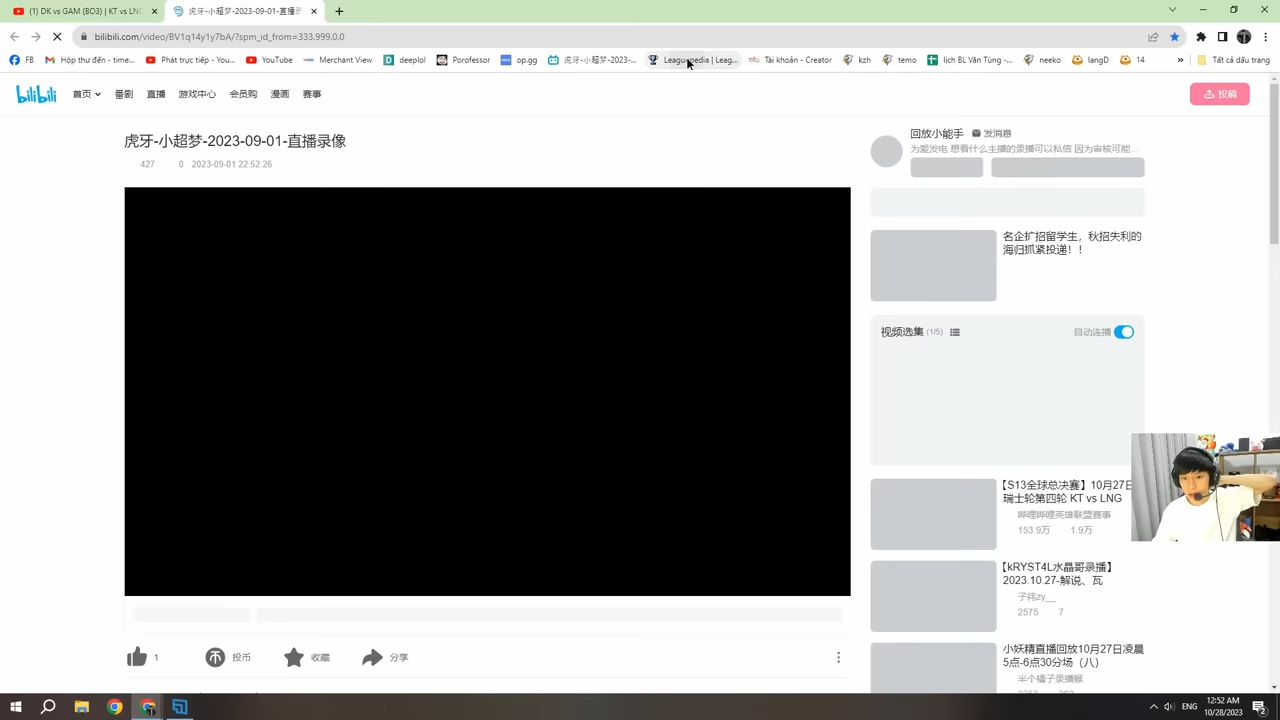 (1) DK vs GAM (BO3) | KT vs LNG
虎牙-小超梦-2023-09-01-直播录
bilibili.com/video/BV1q14y1y7bA/?spm_id_from=333.999.0.0
FB
Hộp thư đến - time...
Phát trực tiếp - You...
YouTube
Merchant View
deeplol
Porofessor
op.gg
虎牙-小超梦-2023-...
Leaguepedia | Leag...
Tài khoản - Creator
kzh
temo
lich BL Văn Tùng -...
neeko
langD
14
»
Tất cả dấu trang
bilibili
首页
番剧
直播
游戏中心
会员购
漫画
赛事
投稿
虎牙-小超梦-2023-09-01-直播录像
427 0 2023-09-01 22:52:26
回放小能手 发消息
为爱发电 想看什么主播的录播可以私信 因为审核可能...
名企扩招留学生，秋招失利的
海归抓紧投递！！
视频选集 (1/5)
自动连播
【S13全球总决赛】10月27日
瑞士轮第四轮 KT vs LNG
哔哩哔哩英雄联盟赛事
153.9万 1.9万
【kRYST4L水晶哥录播】
2023.10.27-解说、瓦
子祎zy__
2575 7
小妖精直播回放10月27日凌晨
5点-6点30分场（八）
半个橘子录播猴
1
投币
收藏
分享
ENG
12:52 AM
10/28/2023
2